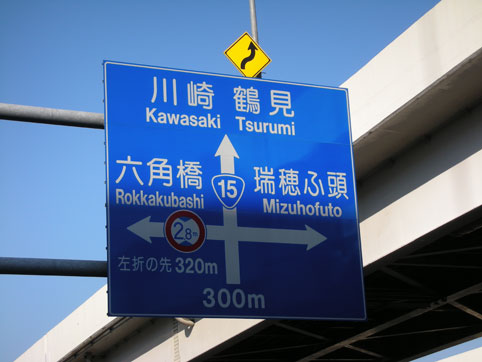 川崎 鶴見
Kawasaki Tsurumi
六角橋 15 瑞穂ふ頭
Rokkakubashi Mizuhofuto
2.8m
左折の先 320m
300m